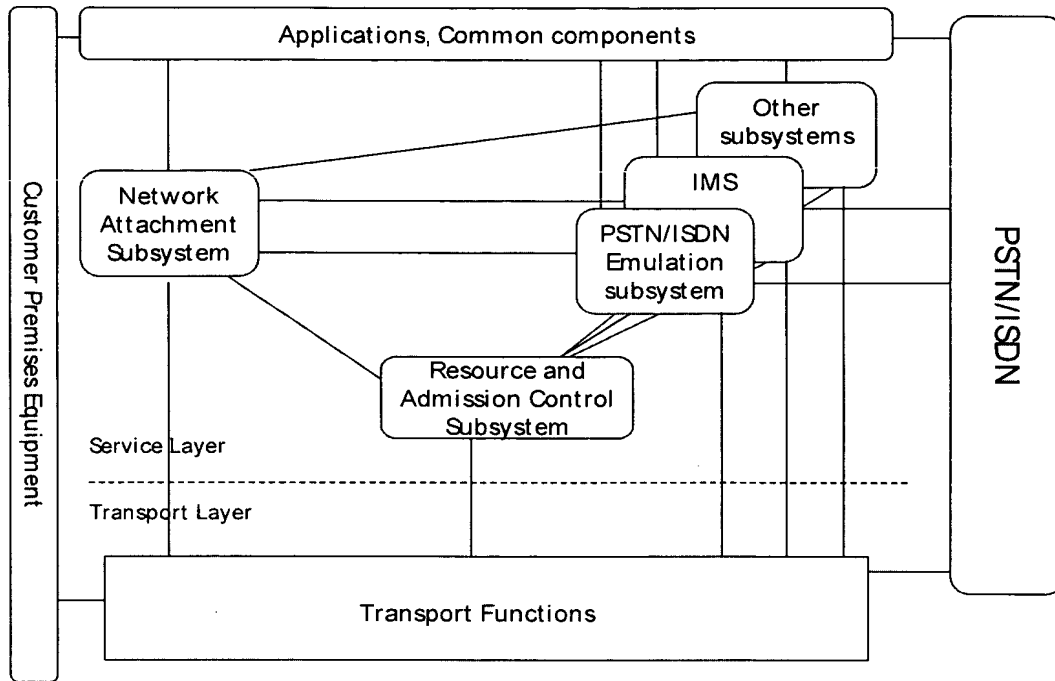 Applications, Common components
Other
subsystems
IMS
Network
Attachment
Subsystem
PSTN/ISDN
Emulation
subsystem
Resource and
Admission Control
Subsystem
Service Layer
Transport Layer
Transport Functions
Customer Premises Equipment
PSTN/ISDN